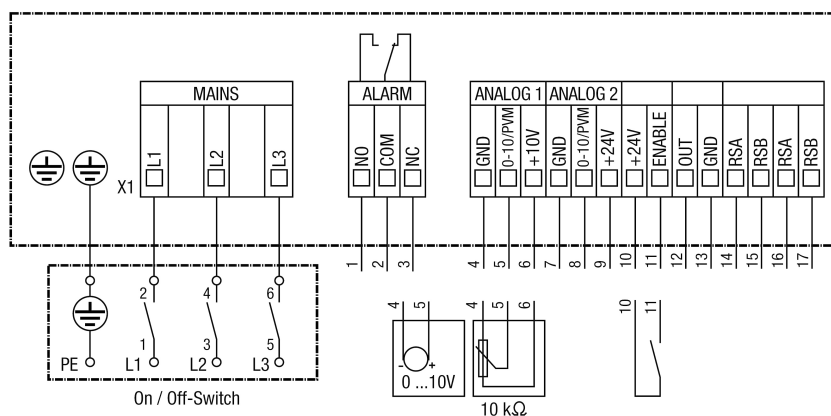 MAINS
ALARM
ANALOG 1
ANALOG 2
X1
L1
L2
L3
NO
COM
NC
GND
0-10/PVM
+10V
GND
0-10/PVM
+24V
+24V
ENABLE
OUT
GND
RSA
RSB
RSA
RSB
1 2 3 4 5 6 7 8 9 10 11 12 13 14 15 16 17
2 4 6
1 3 5
PE L1 L2 L3
On / Off-Switch
4 5
- +
0 ...10V
4 5 6
10 kΩ
10 11